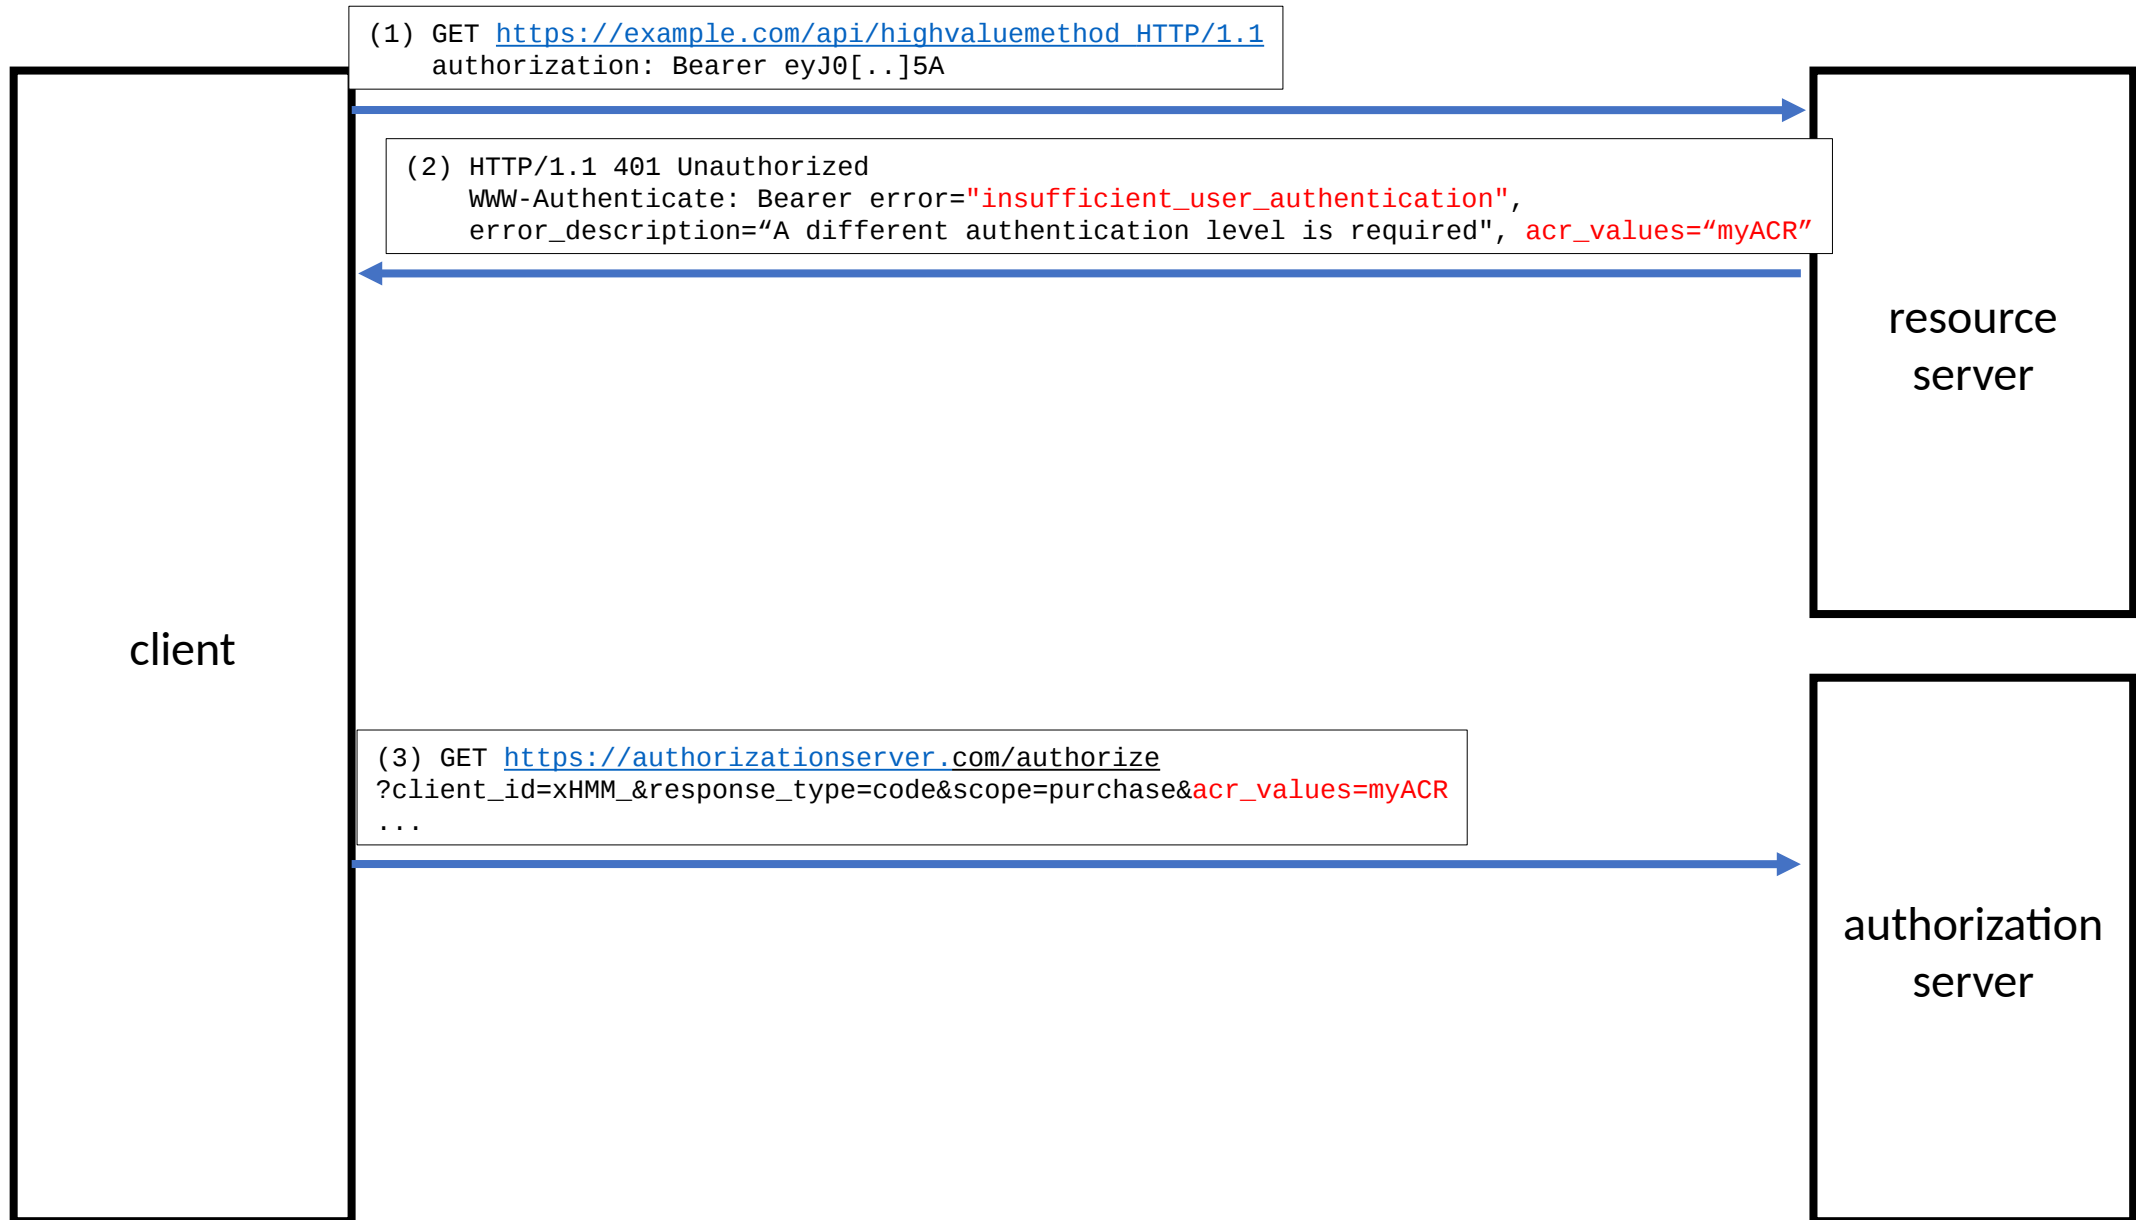 (1) GET https://example.com/api/highvaluemethod HTTP/1.1
authorization: Bearer eyJ0[..]5A
(2) HTTP/1.1 401 Unauthorized
WWW-Authenticate: Bearer error="insufficient_user_authentication",
error_description=“A different authentication level is required", acr_values=“myACR”
resource
server
client
(3) GET https://authorizationserver.com/authorize
?client_id=xHMM_&response_type=code&scope=purchase&acr_values=myACR
...
authorization
server